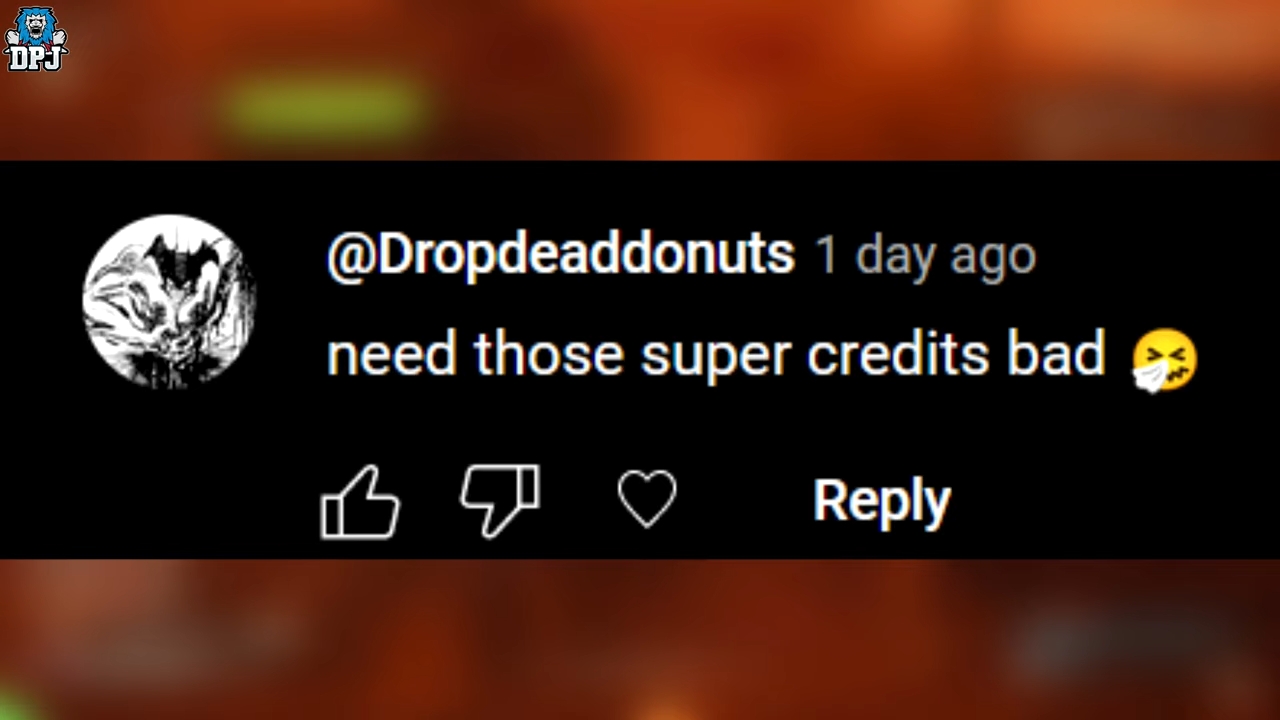 DPJ
@Dropdeaddonuts 1 day ago
need those super credits bad 🤧
Reply